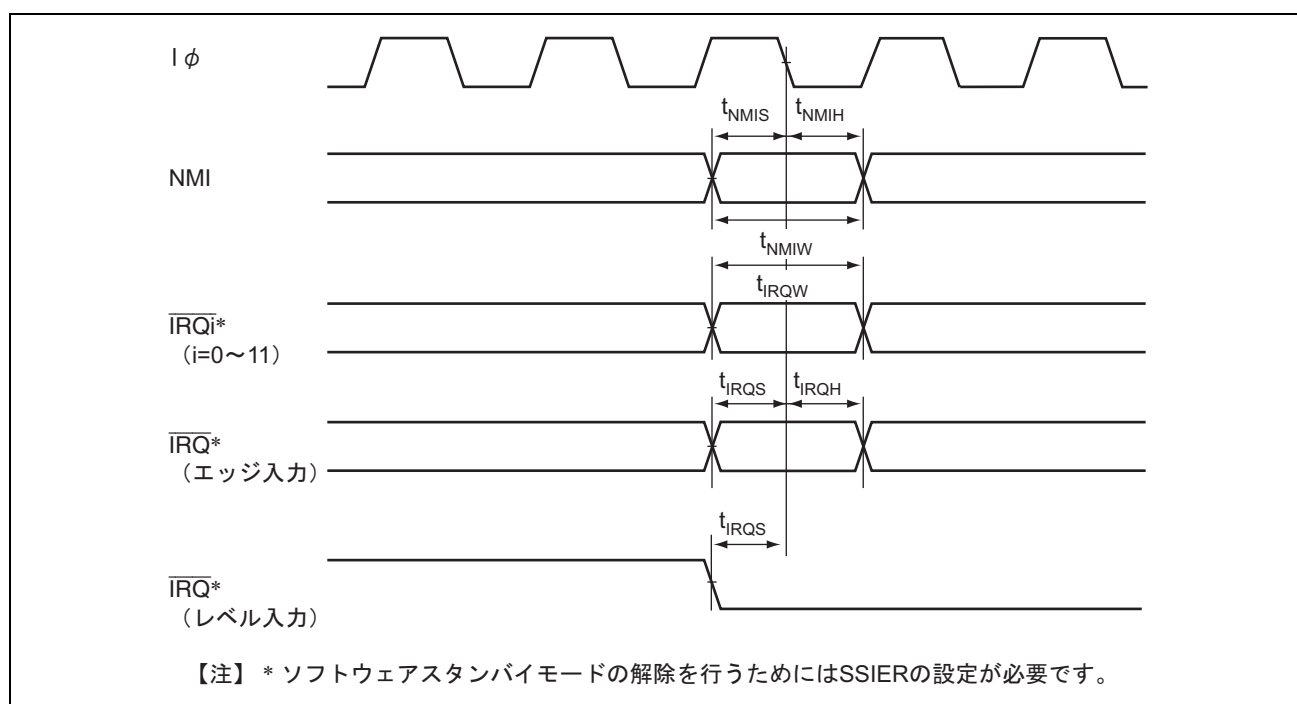 Iφ
tNMIS tNMIH
NMI
tNMIW
tIRQW
IRQi*
（i=0～11）
tIRQS tIRQH
IRQ*
（エッジ入力）
tIRQS
IRQ*
（レベル入力）
【注】 * ソフトウェアスタンバイモードの解除を行うためにはSSIERの設定が必要です。